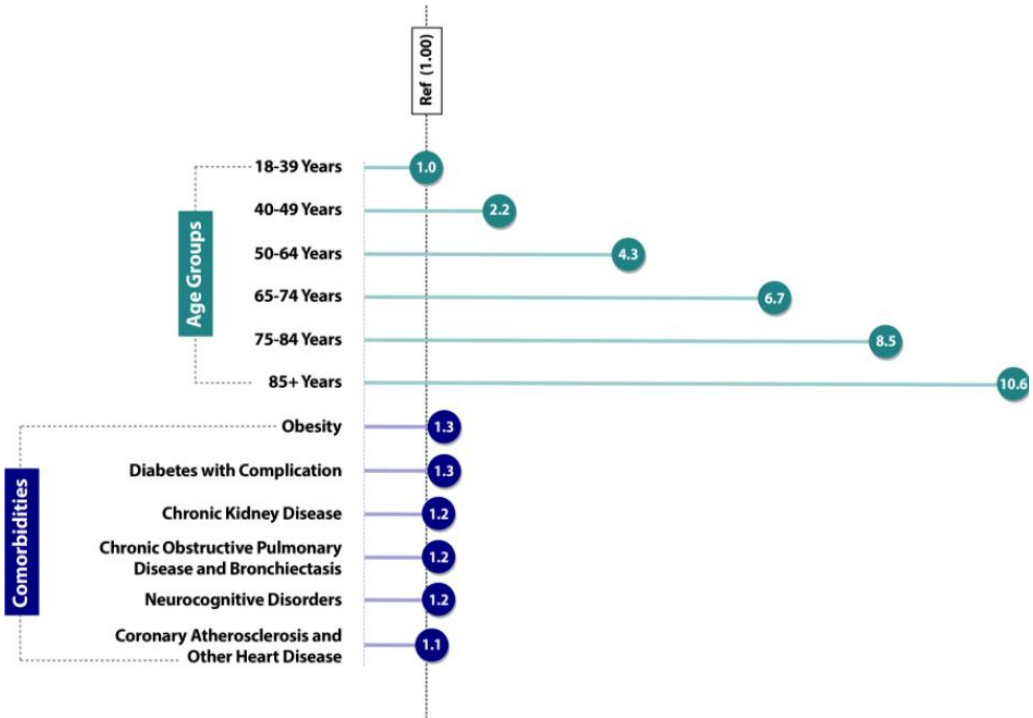 Ref (1.00)
Age Groups
18-39 Years
1.0
40-49 Years
2.2
50-64 Years
4.3
65-74 Years
6.7
75-84 Years
8.5
85+ Years
10.6
Comorbidities
Obesity
1.3
Diabetes with Complication
1.3
Chronic Kidney Disease
1.2
Chronic Obstructive Pulmonary
Disease and Bronchiectasis
1.2
Neurocognitive Disorders
1.2
Coronary Atherosclerosis and
Other Heart Disease
1.1